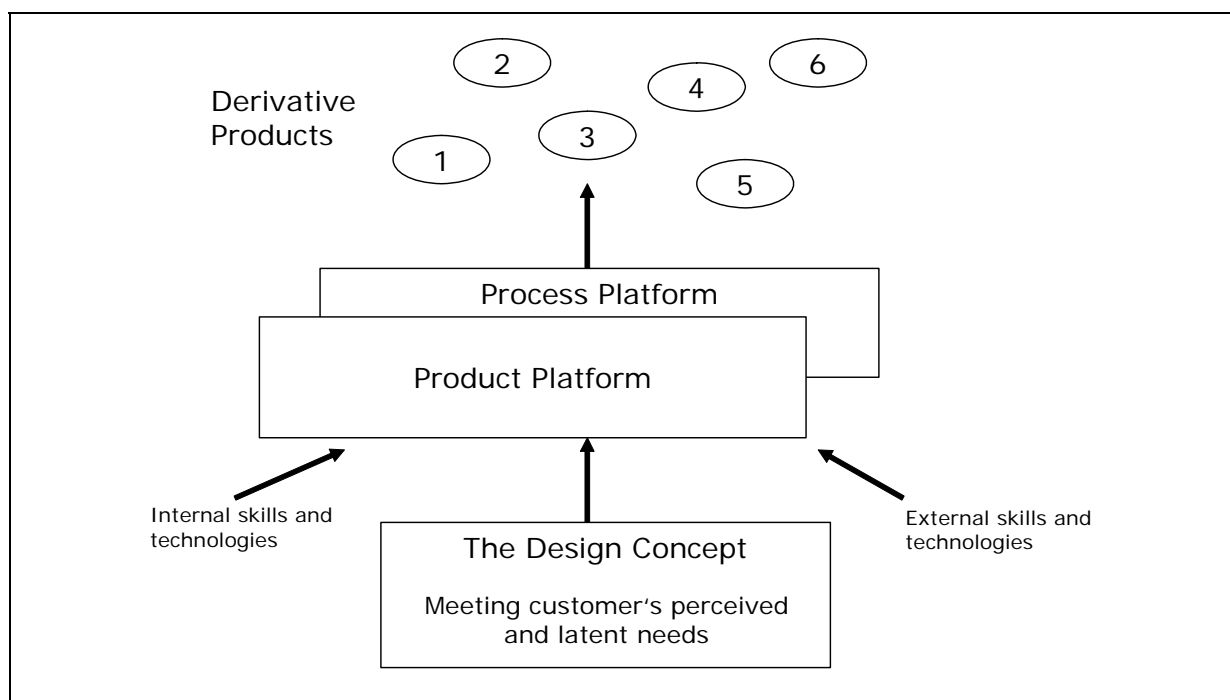 2
6
4
Derivative
Products
3
1
5
Process Platform
Product Platform
Internal skills and
technologies
External skills and
technologies
The Design Concept
Meeting customer‘s perceived
and latent needs